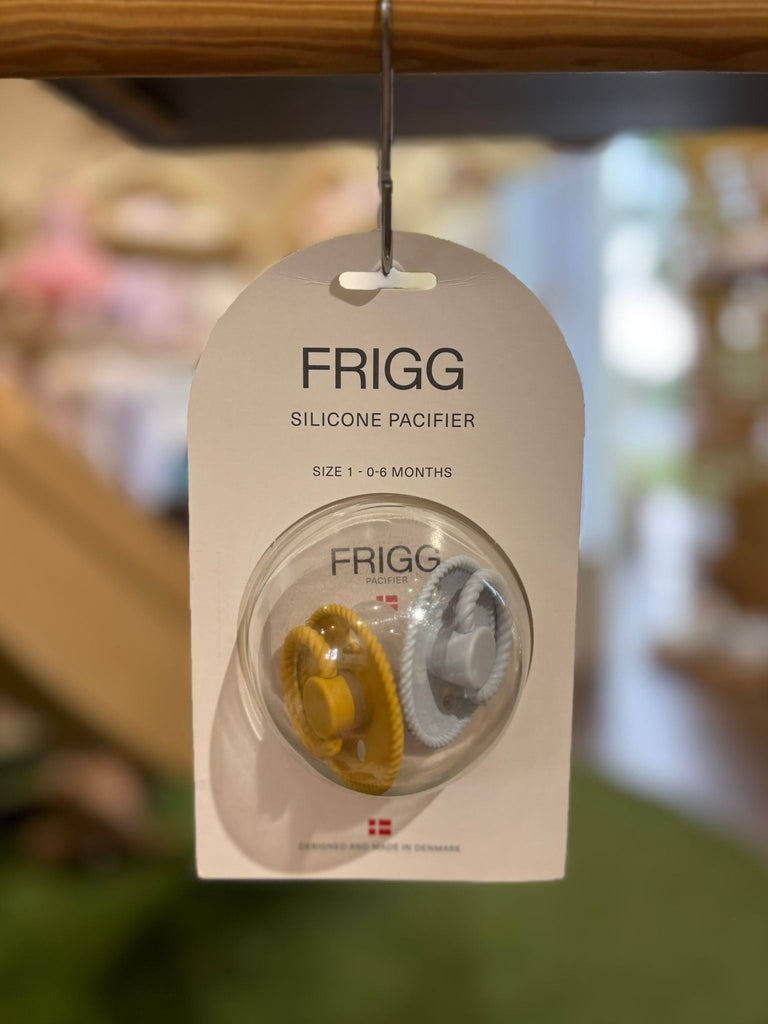 FRIGG
SILICONE PACIFIER
SIZE 1 - 0-6 MONTHS
FRIGG
PACIFIER
DESIGNED AND MADE IN DENMARK